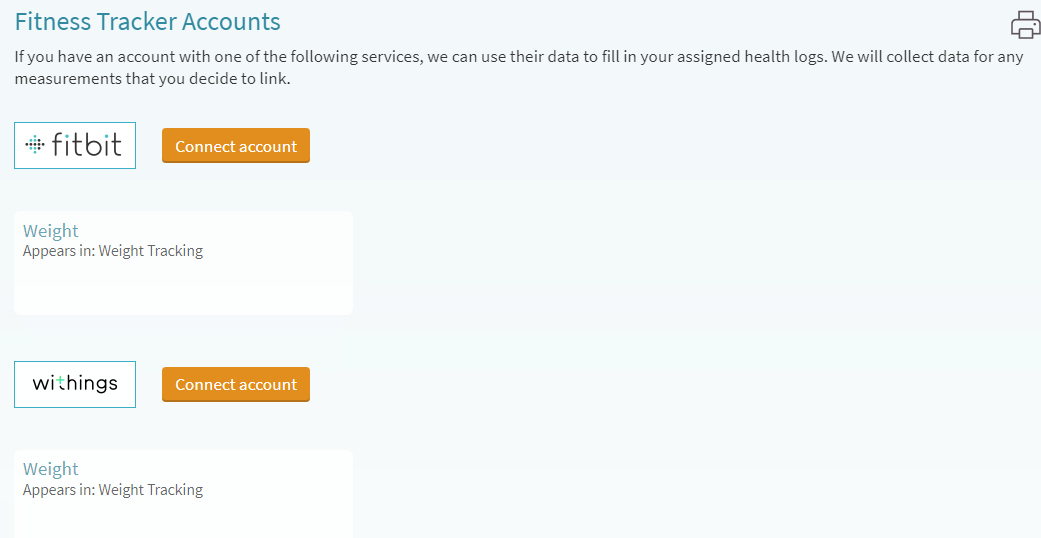 Fitness Tracker Accounts
If you have an account with one of the following services, we can use their data to fill in your assigned health logs. We will collect data for any
measurements that you decide to link.
fitbit
Connect account
Weight
Appears in: Weight Tracking
withings
Connect account
Weight
Appears in: Weight Tracking